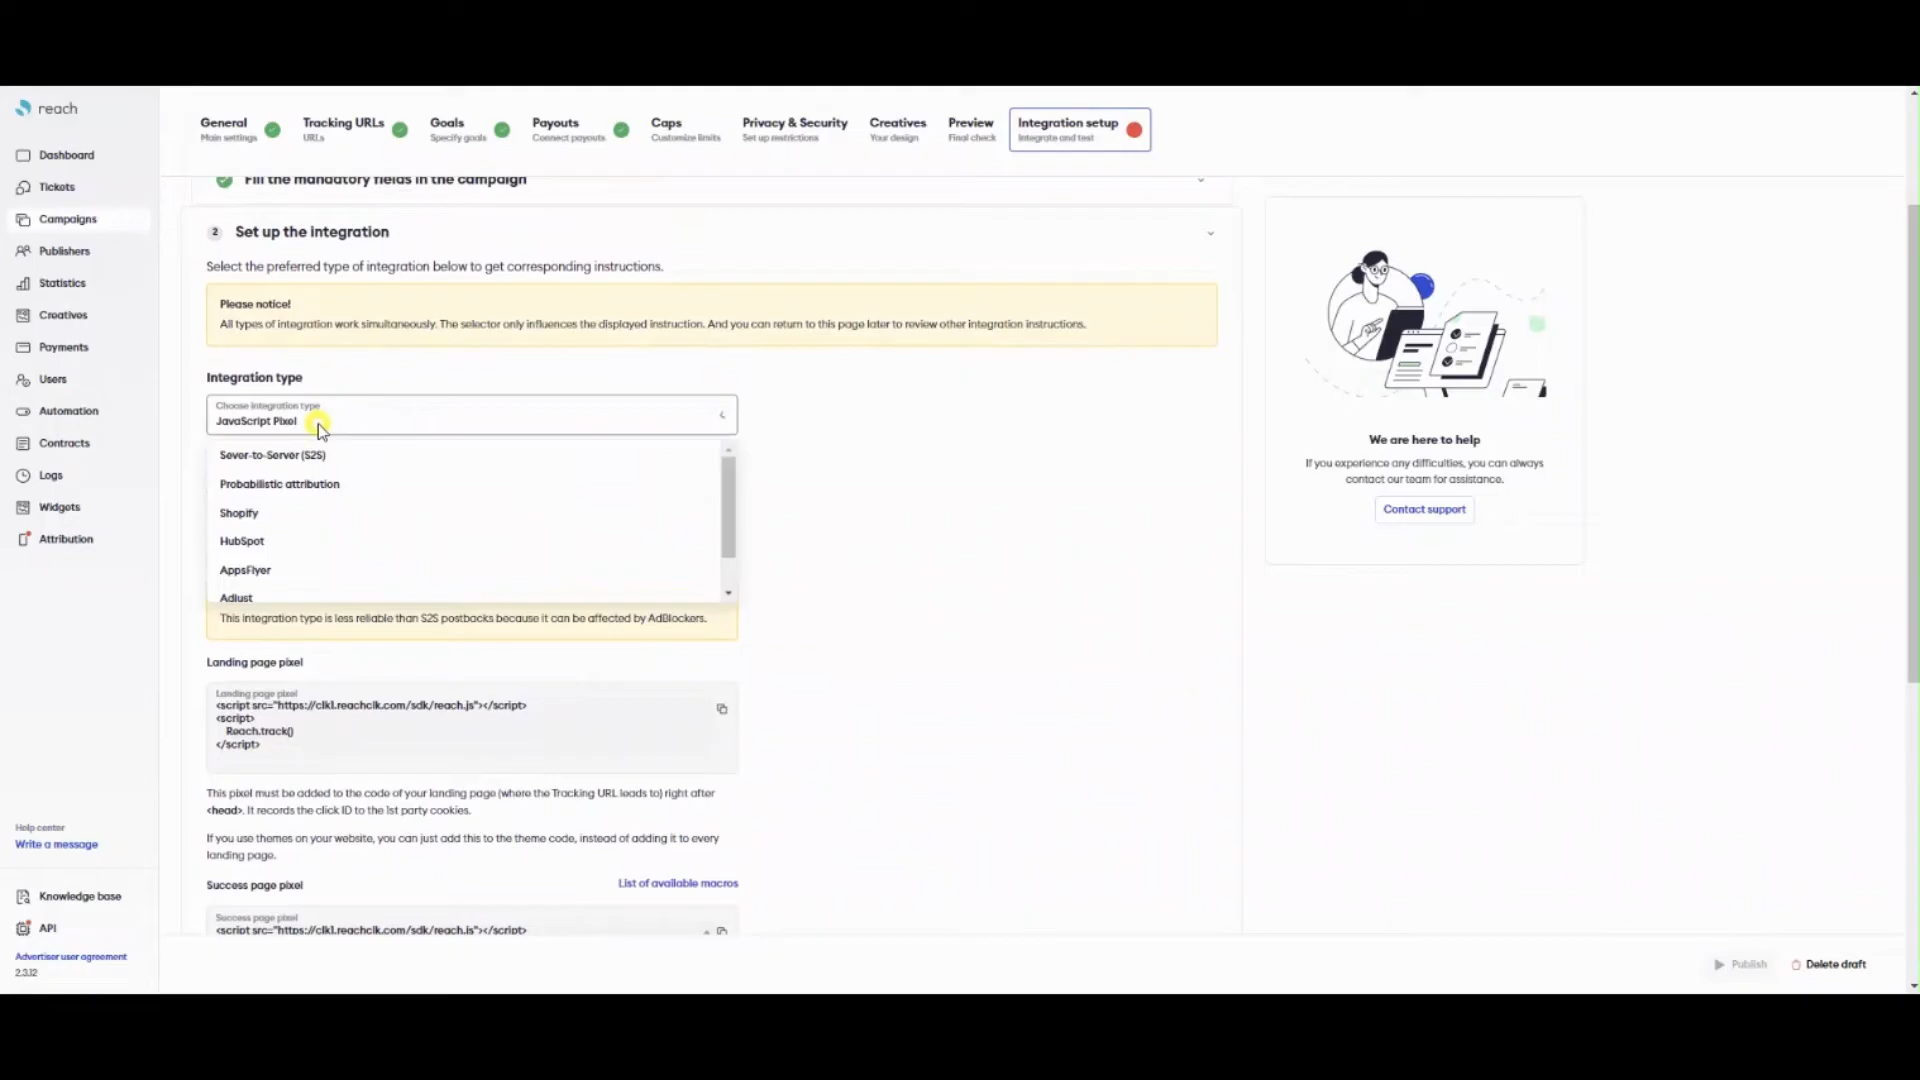 reach
Dashboard
Tickets
Campaigns
Publishers
Statistics
Creatives
Payments
Users
Automation
Contracts
Logs
Widgets
Attribution
Help center
Write a message
Knowledge base
API
Advertiser user agreement
2.3.12
General
Main settings
Tracking URLs
URLs
Goals
Specify goals
Payouts
Connect payouts
Caps
Customize limits
Privacy & Security
Set up restrictions
Creatives
Your design
Preview
Final check
Integration setup
Integrate and test
Fill the mandatory fields in the campaign
2 Set up the integration
Select the preferred type of integration below to get corresponding instructions.
Please notice!
All types of integration work simultaneously. The selector only influences the displayed instruction. And you can return to this page later to review other integration instructions.
Integration type
Choose integration type
JavaScript Pixel
Sever-to-Server (S2S)
Probabilistic attribution
Shopify
HubSpot
AppsFlyer
Adjust
This integration type is less reliable than S2S postbacks because it can be affected by AdBlockers.
Landing page pixel
Landing page pixel
<script src="https://clk1.reachclk.com/sdk/reach.js"></script>
<script>
Reach.track()
</script>
This pixel must be added to the code of your landing page (where the Tracking URL leads to) right after
<head>. It records the click ID to the 1st party cookies.
If you use themes on your website, you can just add this to the theme code, instead of adding it to every
landing page.
Success page pixel
List of available macros
Success page pixel
<script src="https://clk1.reachclk.com/sdk/reach.js"></script>
We are here to help
If you experience any difficulties, you can always
contact our team for assistance.
Contact support
Publish
Delete draft